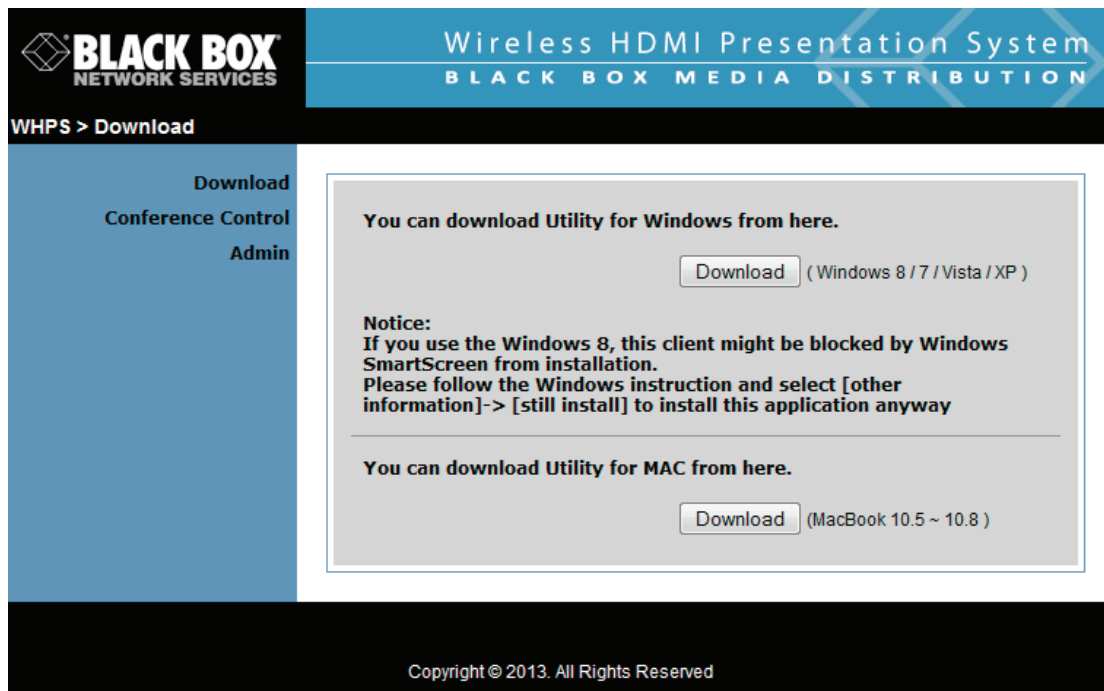 BLACK BOX
NETWORK SERVICES
Wireless HDMI Presentation System
BLACK BOX MEDIA DISTRIBUTION
WHPS > Download
Download
Conference Control
Admin
You can download Utility for Windows from here.
Download ( Windows 8 / 7 / Vista / XP )
Notice:
If you use the Windows 8, this client might be blocked by Windows
SmartScreen from installation.
Please follow the Windows instruction and select [other
information]-> [still install] to install this application anyway
You can download Utility for MAC from here.
Download (MacBook 10.5 ~ 10.8 )
Copyright © 2013. All Rights Reserved